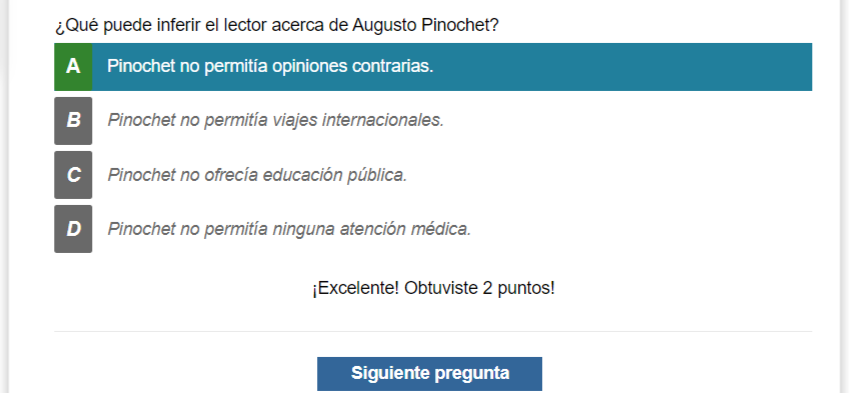 ¿Qué puede inferir el lector acerca de Augusto Pinochet?
A Pinochet no permitía opiniones contrarias.
B Pinochet no permitía viajes internacionales.
C Pinochet no ofrecía educación pública.
D Pinochet no permitía ninguna atención médica.
¡Excelente! Obtuviste 2 puntos!
Siguiente pregunta